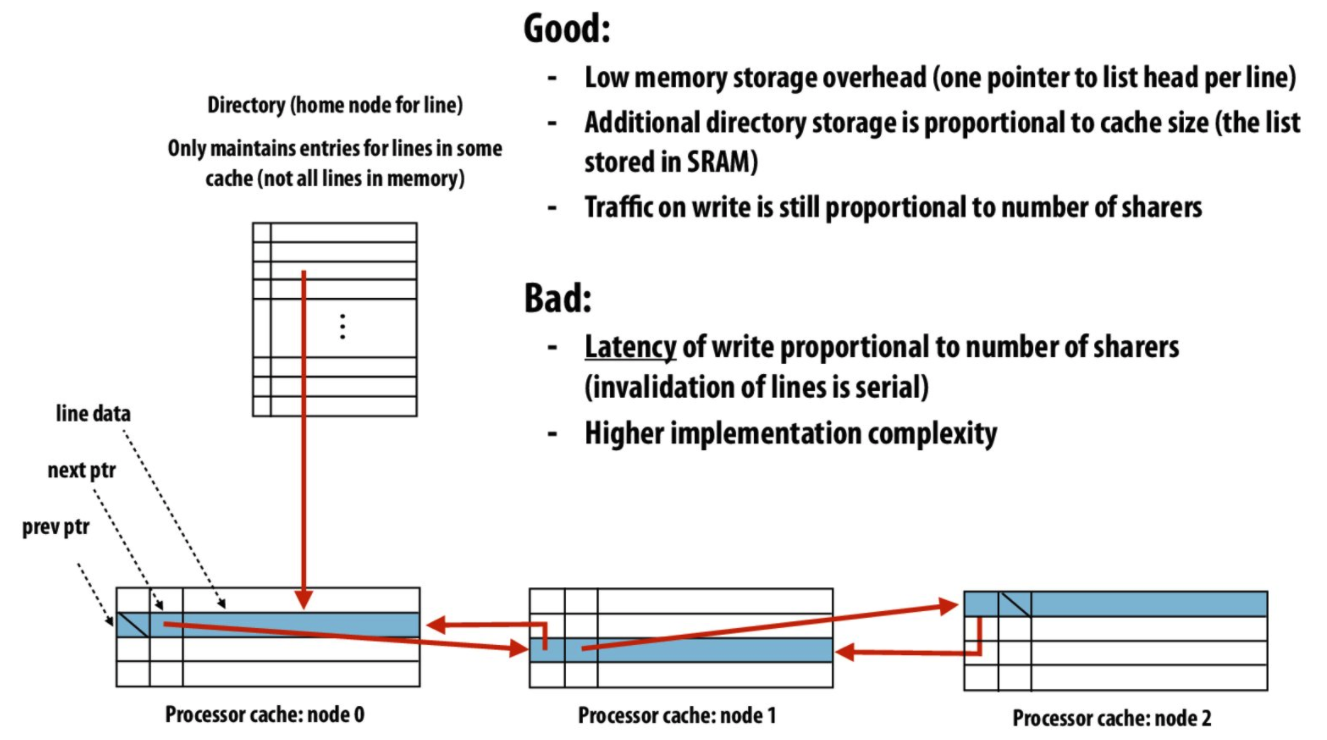 Good:
- Low memory storage overhead (one pointer to list head per line)
- Additional directory storage is proportional to cache size (the list
stored in SRAM)
- Traffic on write is still proportional to number of sharers
Bad:
- Latency of write proportional to number of sharers
(invalidation of lines is serial)
- Higher implementation complexity
Directory (home node for line)
Only maintains entries for lines in some
cache (not all lines in memory)
line data
next ptr
prev ptr
Processor cache: node 0
Processor cache: node 1
Processor cache: node 2